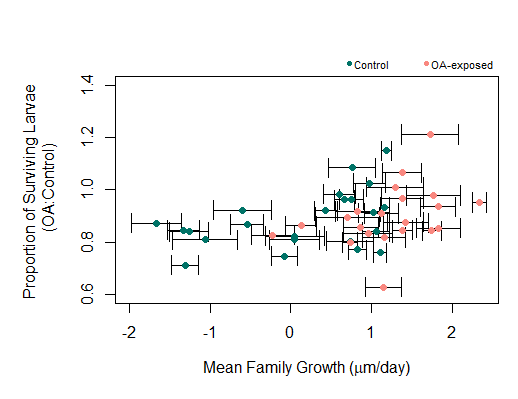 Control OA-exposed
Proportion of Surviving Larvae
(OA:Control)
1.4
1.2
1.0
0.8
0.6
-2 -1 0 1 2
Mean Family Growth (μm/day)